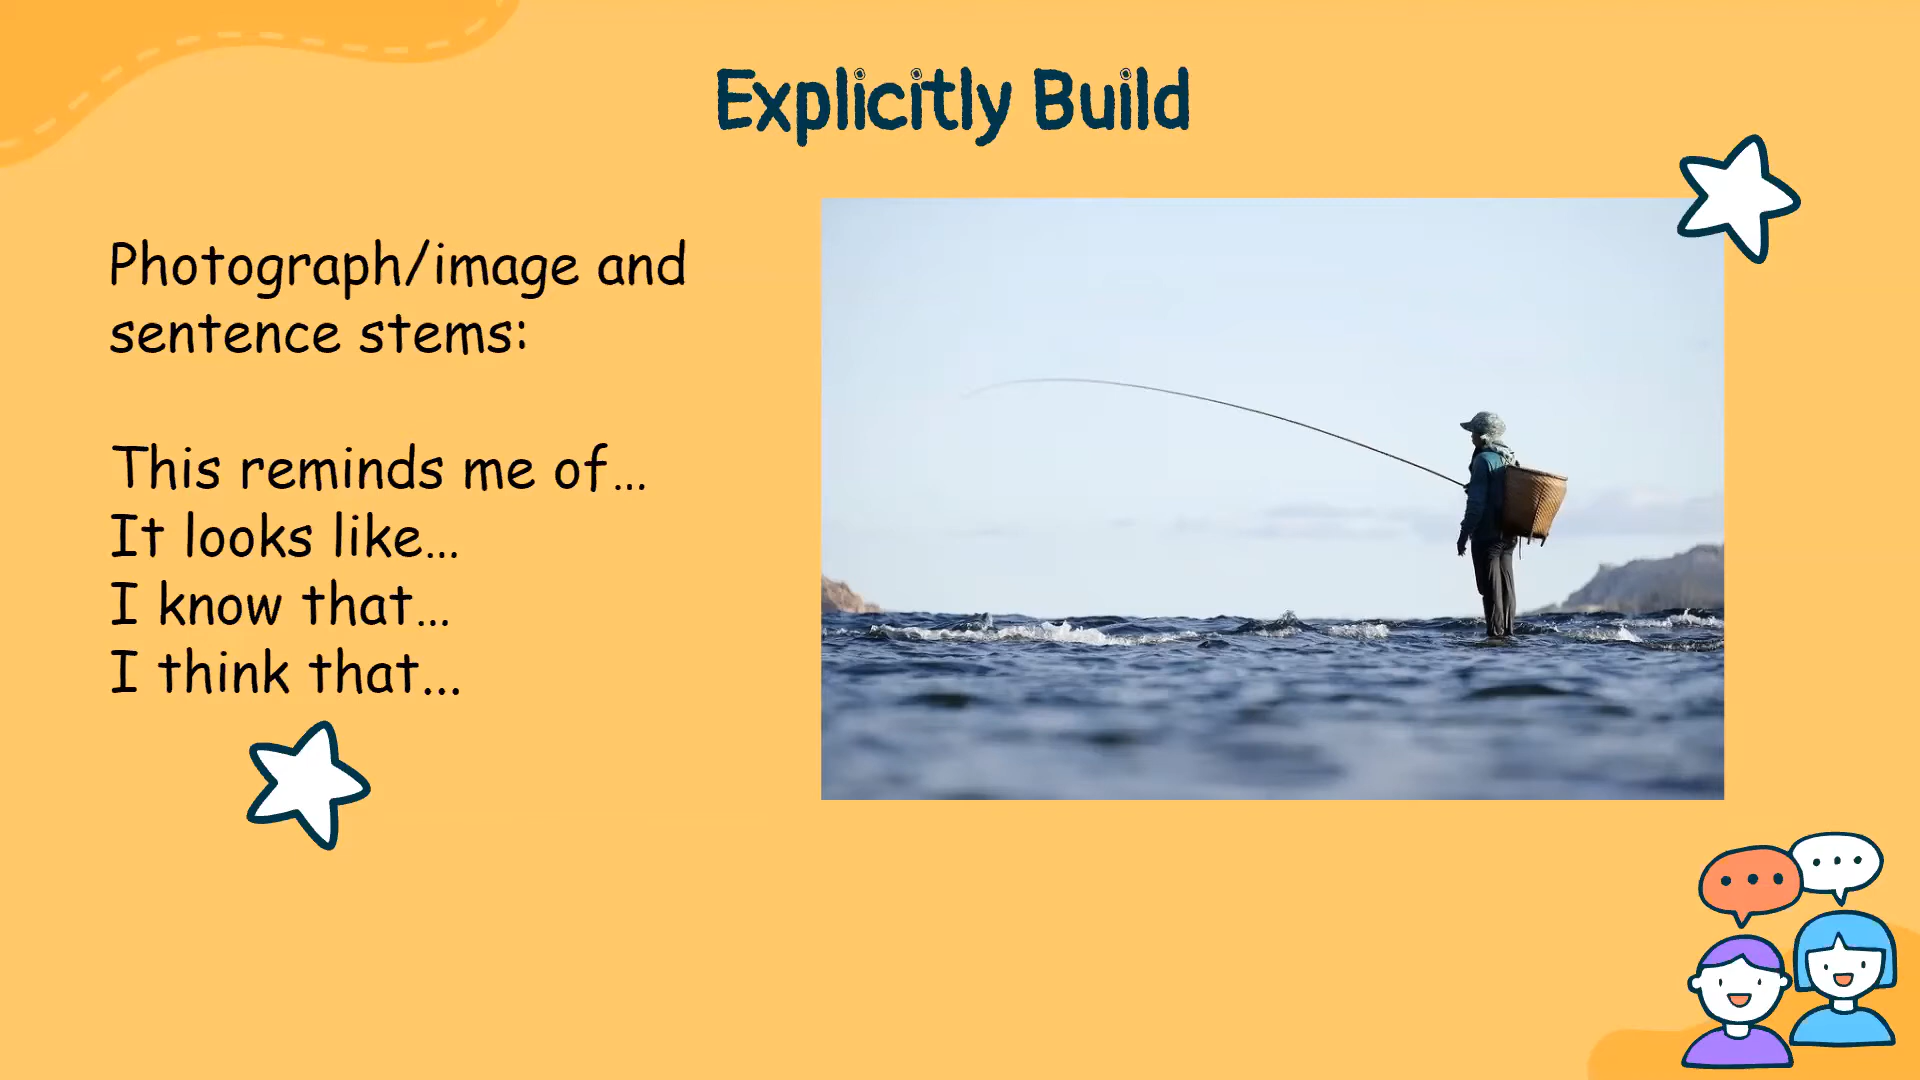 Explicitly Build
Photograph/image and
sentence stems:
This reminds me of...
It looks like...
I know that...
I think that...